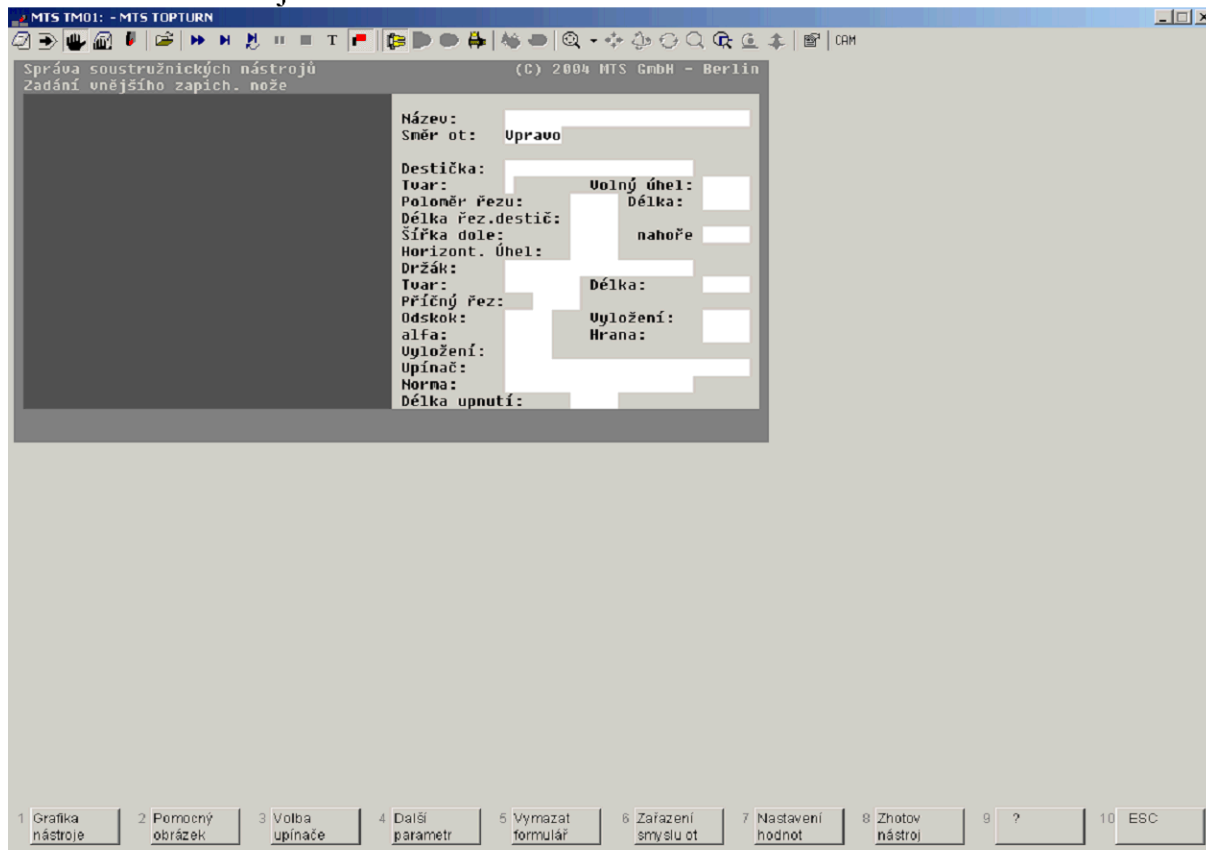 MTS TM01: - MTS TOPTURN
T CAM
Správa soustružnických nástrojů (C) 2004 MTS GmbH - Berlin
Zadání vnějšího zapich. nože
Název:
Směr ot: Vpravo
Destička:
Tvar: Volný úhel:
Poloměr řezu: Délka:
Délka řez.destič:
Šířka dole: nahoře
Horizont. Úhel:
Držák:
Tvar: Délka:
Příčný řez:
Odskok: Vyložení:
alfa: Hrana:
Vyložení:
Upínač:
Norma:
Délka upnutí:
1 Grafika nástroje 2 Pomocný obrázek 3 Volba upínače 4 Další parametr 5 Vymazat formulář 6 Zařazení smyslu ot 7 Nastavení hodnot 8 Zhotov nástroj 9 ? 10 ESC